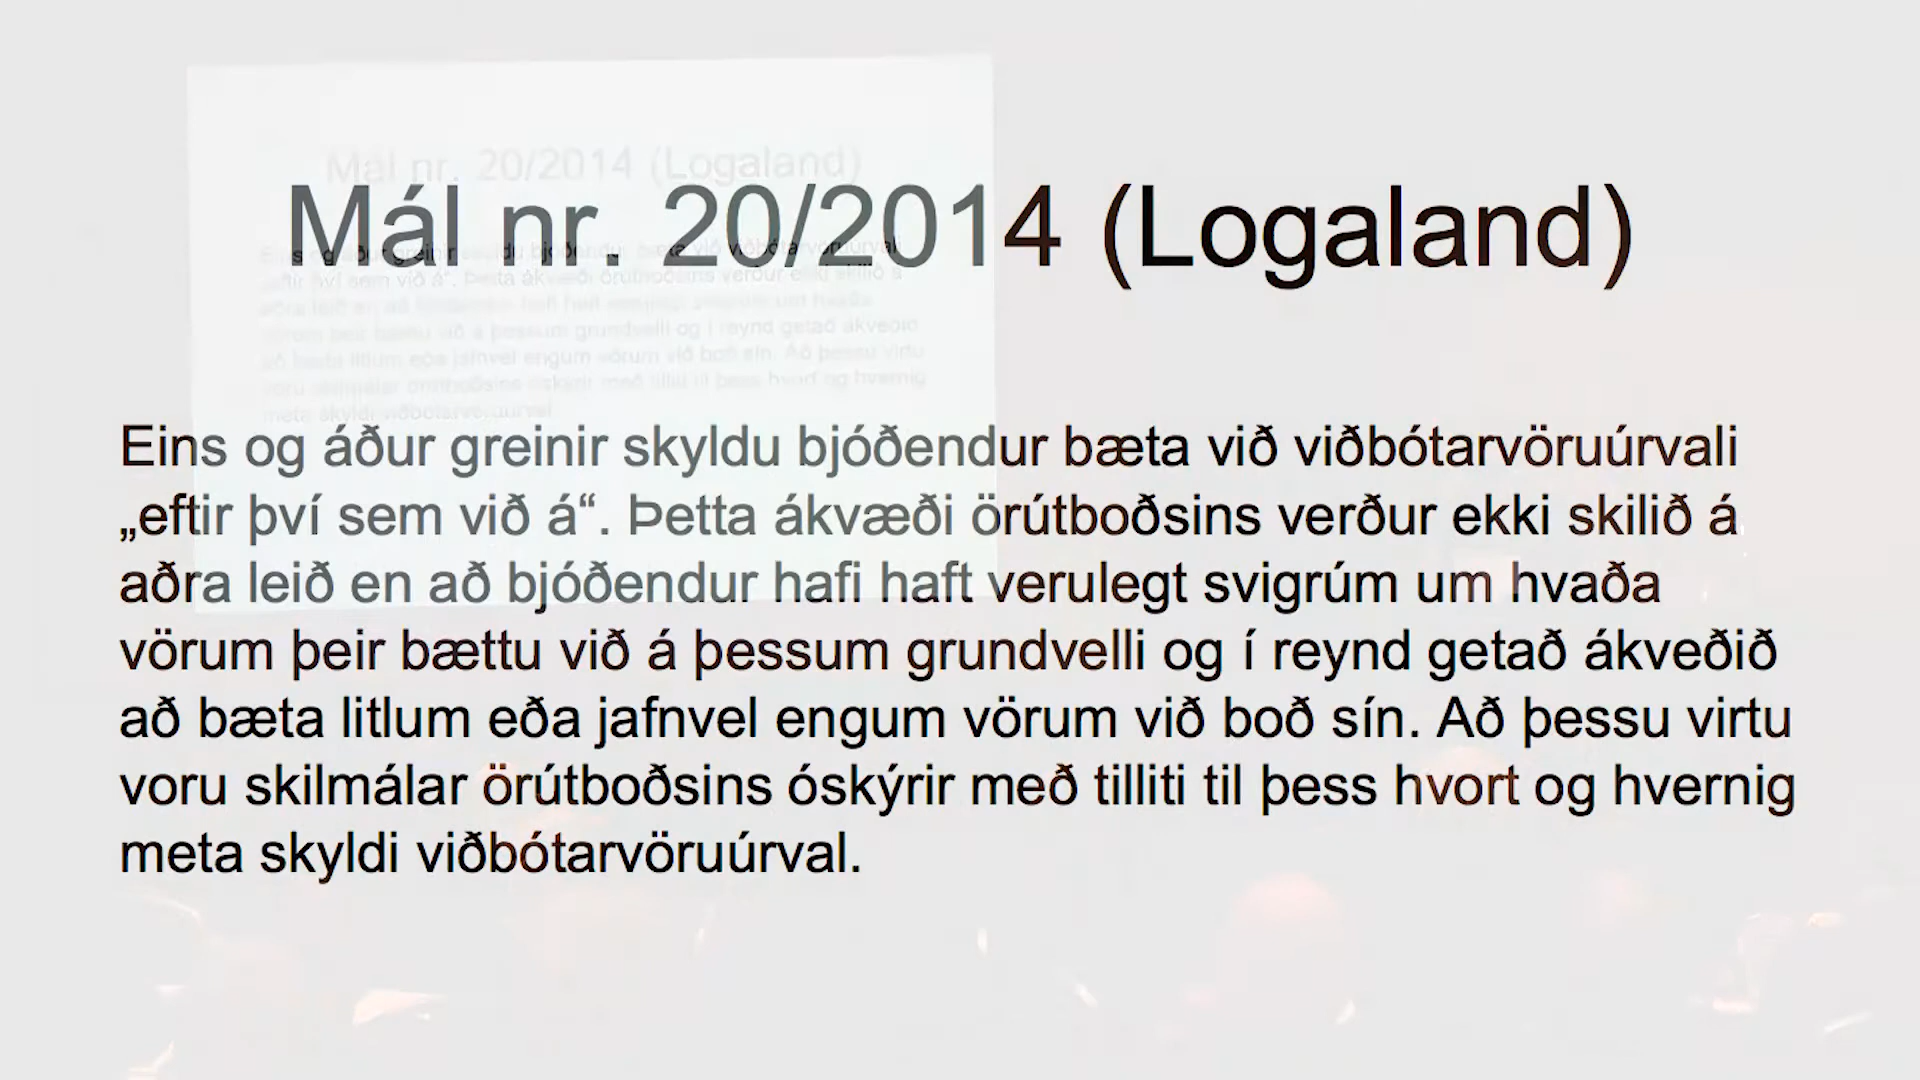 Mál nr. 20/2014 (Logaland)
Eins og áður greinir skyldu bjóðendur bæta við viðbótarvöruúrvali
„eftir því sem við á“. Þetta ákvæði örútboðsins verður ekki skilið á
aðra leið en að bjóðendur hafi haft verulegt svigrúm um hvaða
vörum þeir bættu við á þessum grundvelli og í reynd getað ákveðið
að bæta litlum eða jafnvel engum vörum við boð sín. Að þessu virtu
voru skilmálar örútboðsins óskýrir með tilliti til þess hvort og hvernig
meta skyldi viðbótarvöruúrval.